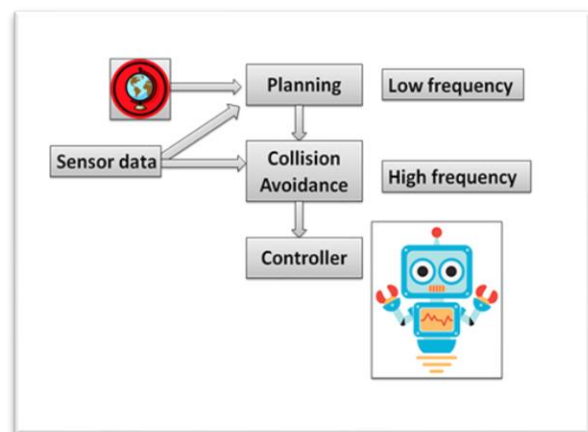 Planning
Low frequency
Sensor data
Collision
Avoidance
High frequency
Controller